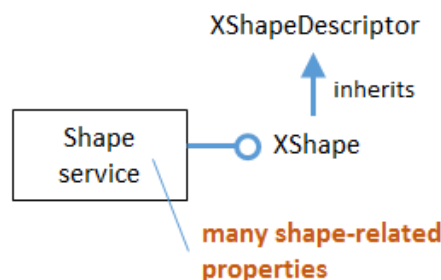 XShapeDescriptor
inherits
Shape
service
XShape
many shape-related
properties